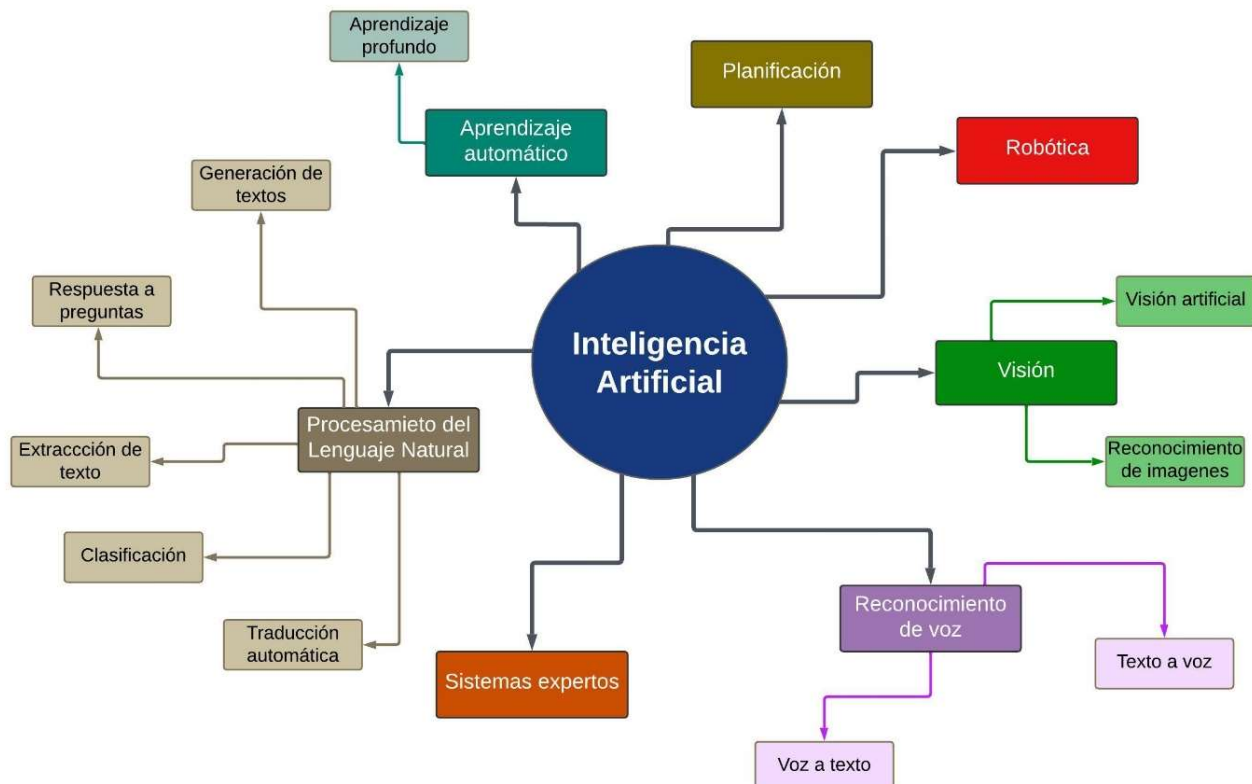 Aprendizaje
profundo
Planificación
Aprendizaje
automático
Robótica
Generación de
textos
Inteligencia
Artificial
Respuesta a
preguntas
Visión artificial
Visión
Procesamieto del
Lenguaje Natural
Extraccción de
texto
Reconocimiento
de imagenes
Clasificación
Reconocimiento
de voz
Traducción
automática
Sistemas expertos
Texto a voz
Voz a texto